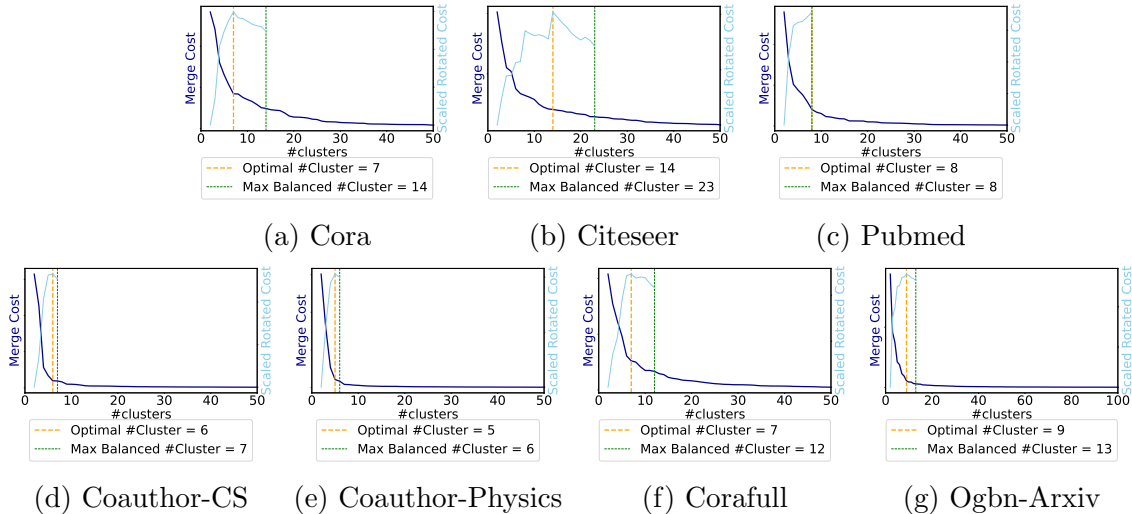 Merge Cost
Scaled Rotated Cost
0 10 20 30 40 50
#clusters
Optimal #Cluster = 7
Max Balanced #Cluster = 14
(a) Cora
Merge Cost
Scaled Rotated Cost
0 10 20 30 40 50
#clusters
Optimal #Cluster = 14
Max Balanced #Cluster = 23
(b) Citeseer
Merge Cost
Scaled Rotated Cost
0 10 20 30 40 50
#clusters
Optimal #Cluster = 8
Max Balanced #Cluster = 8
(c) Pubmed
Merge Cost
Scaled Rotated Cost
0 10 20 30 40 50
#clusters
Optimal #Cluster = 6
Max Balanced #Cluster = 7
(d) Coauthor-CS
Merge Cost
Scaled Rotated Cost
0 10 20 30 40 50
#clusters
Optimal #Cluster = 5
Max Balanced #Cluster = 6
(e) Coauthor-Physics
Merge Cost
Scaled Rotated Cost
0 10 20 30 40 50
#clusters
Optimal #Cluster = 7
Max Balanced #Cluster = 12
(f) Corafull
Merge Cost
Scaled Rotated Cost
0 20 40 60 80 100
#clusters
Optimal #Cluster = 9
Max Balanced #Cluster = 13
(g) Ogbn-Arxiv